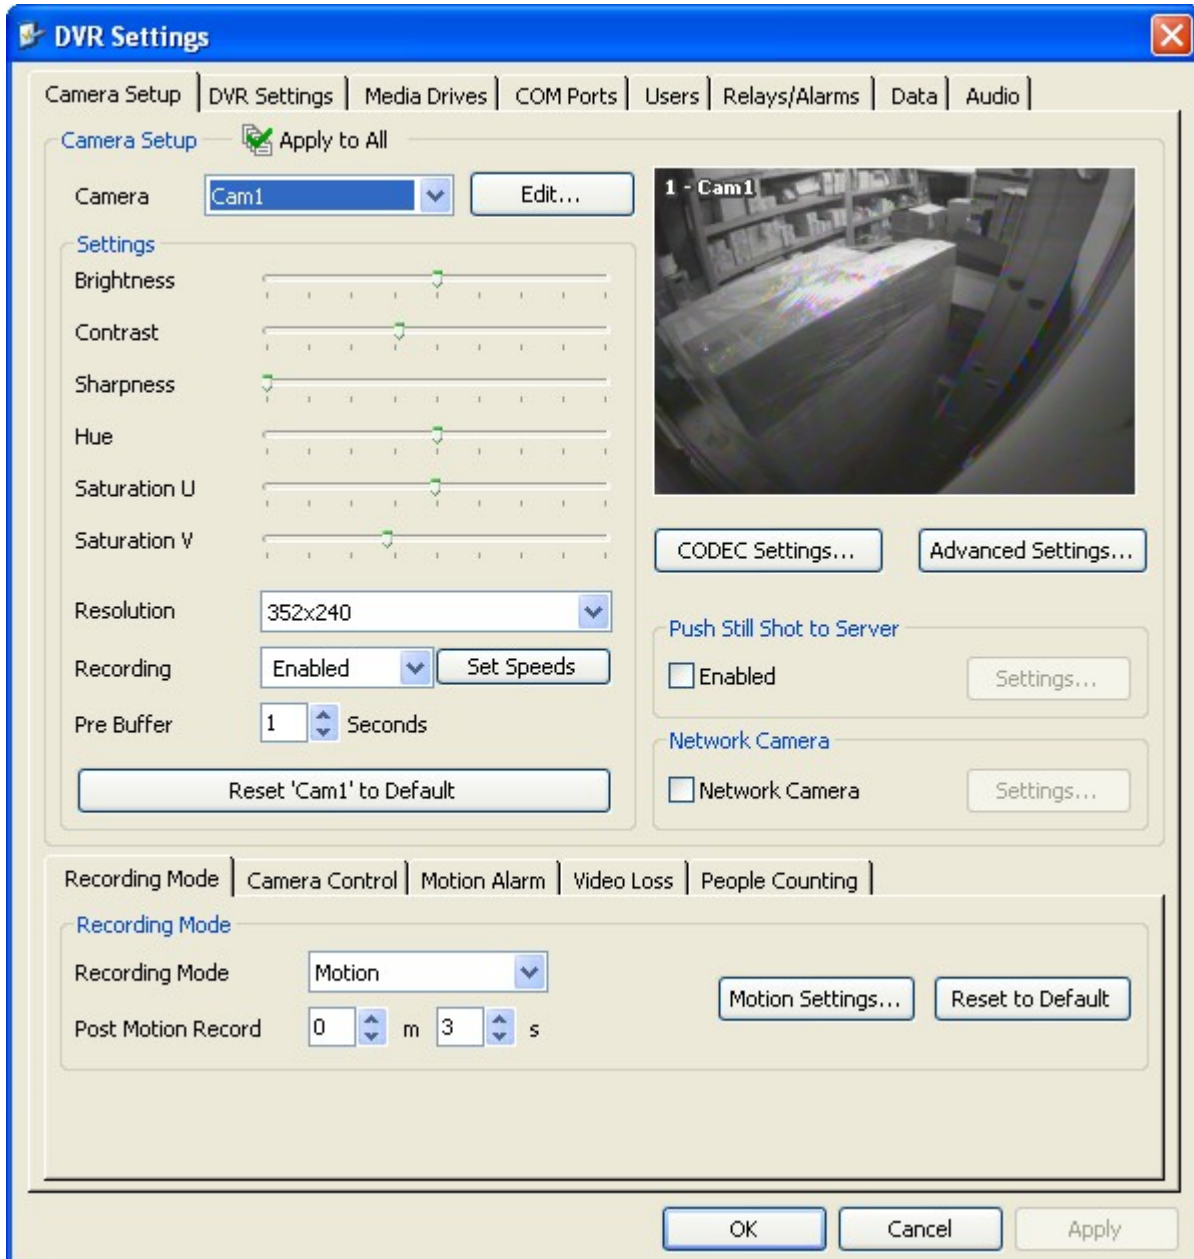 DVR Settings
Camera Setup DVR Settings Media Drives COM Ports Users Relays/Alarms Data Audio
Camera Setup Apply to All
Camera Cam1 Edit...
1 - Cam1
Settings
Brightness
Contrast
Sharpness
Hue
Saturation U
Saturation V
CODEC Settings... Advanced Settings...
Resolution 352x240
Recording Enabled Set Speeds
Pre Buffer 1 Seconds
Reset 'Cam1' to Default
Push Still Shot to Server
Enabled Settings...
Network Camera
Network Camera Settings...
Recording Mode Camera Control Motion Alarm Video Loss People Counting
Recording Mode
Recording Mode Motion
Post Motion Record 0 m 3 s
Motion Settings... Reset to Default
OK Cancel Apply